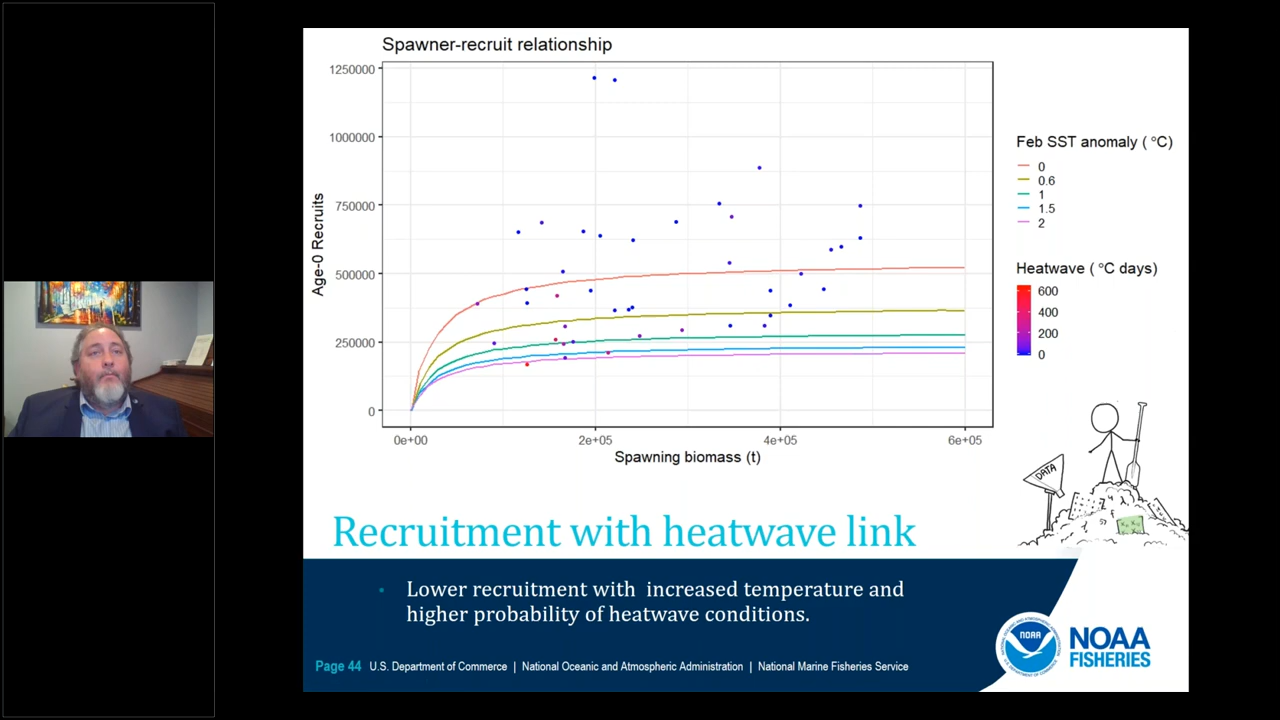 Spawner-recruit relationship
1250000
1000000
750000
500000
250000
0
Age-0 Recruits
0e+00 2e+05 4e+05 6e+05
Spawning biomass (t)
Feb SST anomaly ( °C)
0
0.6
1
1.5
2
Heatwave ( °C days)
600
400
200
0
DATA
Recruitment with heatwave link
Lower recruitment with increased temperature and
higher probability of heatwave conditions.
NOAA
NOAA
FISHERIES
Page 44 U.S. Department of Commerce | National Oceanic and Atmospheric Administration | National Marine Fisheries Service